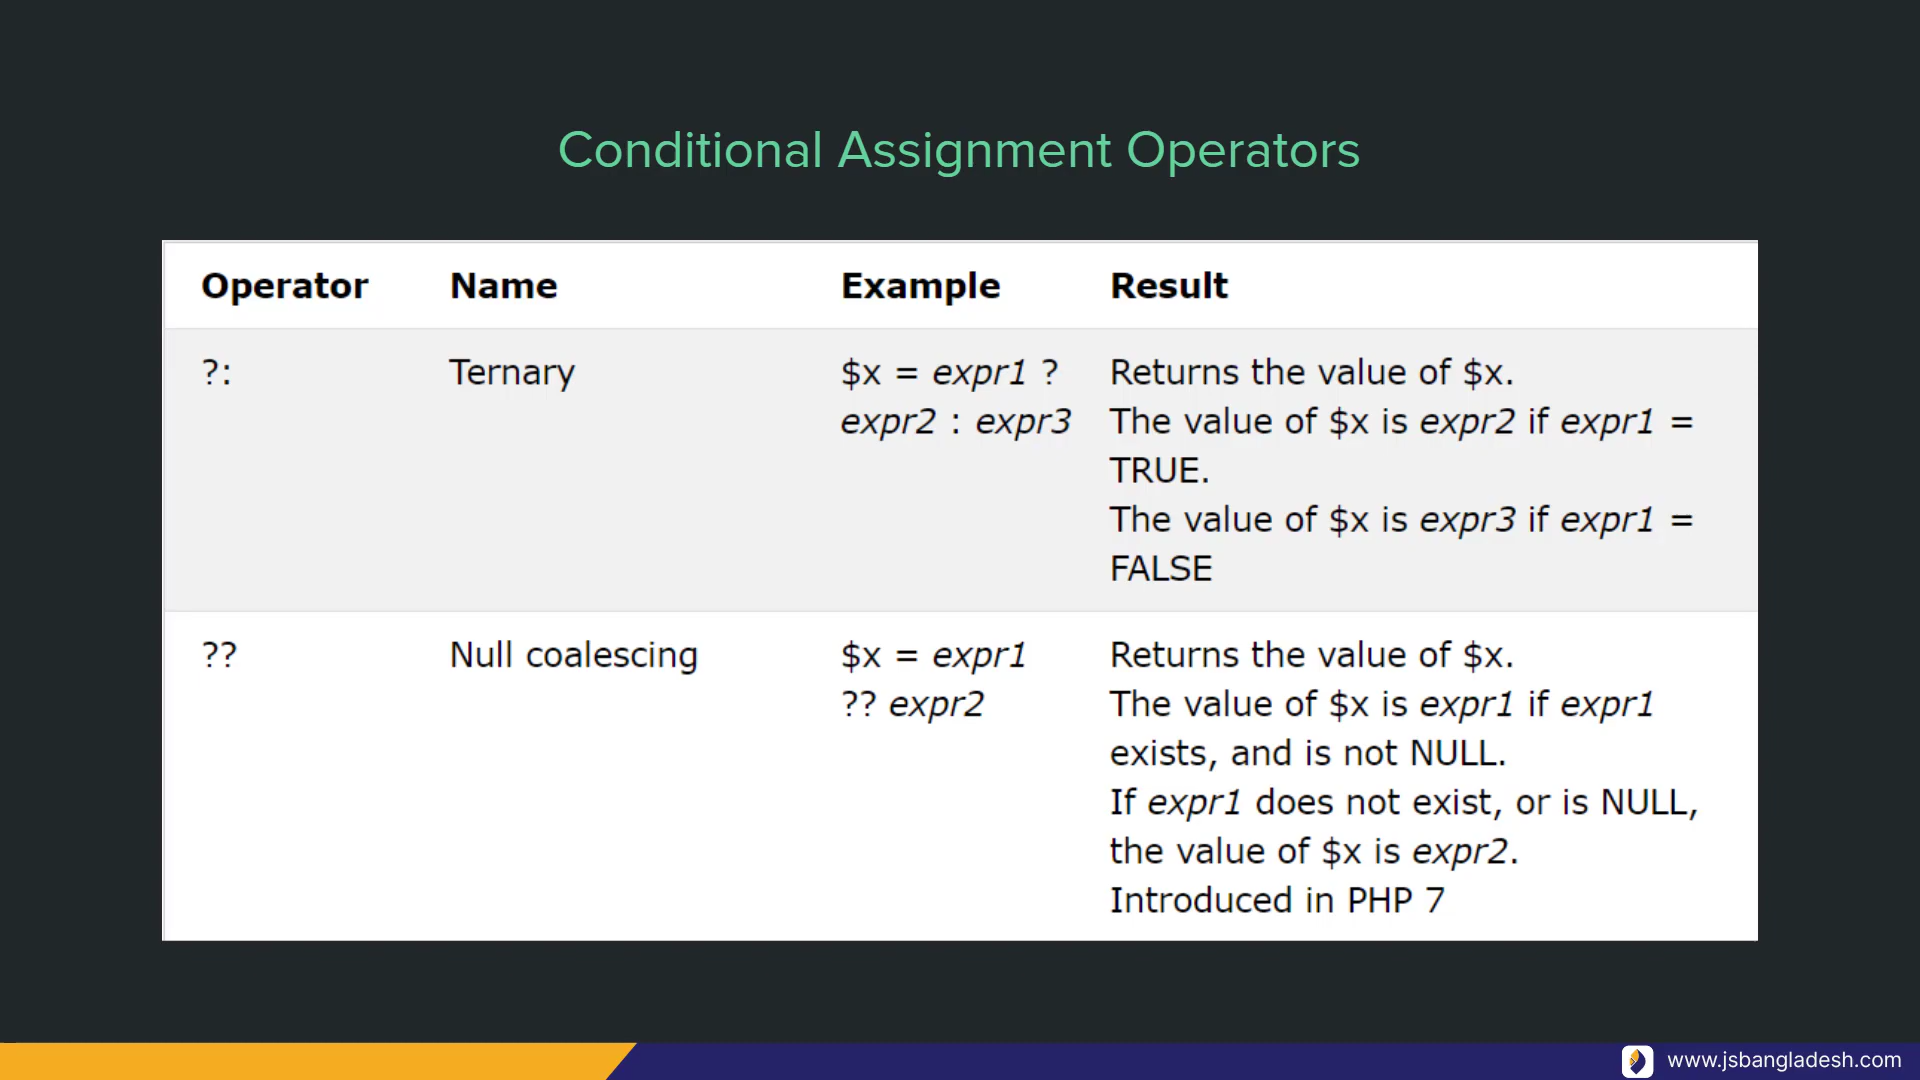 Conditional Assignment Operators
Operator Name Example Result
?: Ternary $x = expr1 ? Returns the value of $x.
expr2 : expr3 The value of $x is expr2 if expr1 =
TRUE.
The value of $x is expr3 if expr1 =
FALSE
?? Null coalescing $x = expr1 Returns the value of $x.
?? expr2 The value of $x is expr1 if expr1
exists, and is not NULL.
If expr1 does not exist, or is NULL,
the value of $x is expr2.
Introduced in PHP 7
www.jsbangladesh.com